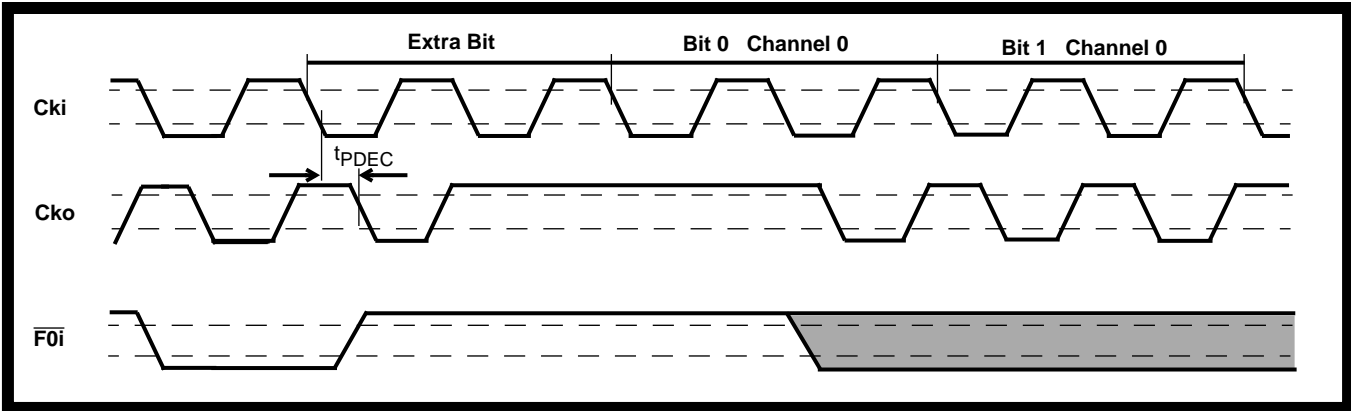 Extra Bit
Bit 0 Channel 0
Bit 1 Channel 0
Cki
tPDEC
Cko
F0i